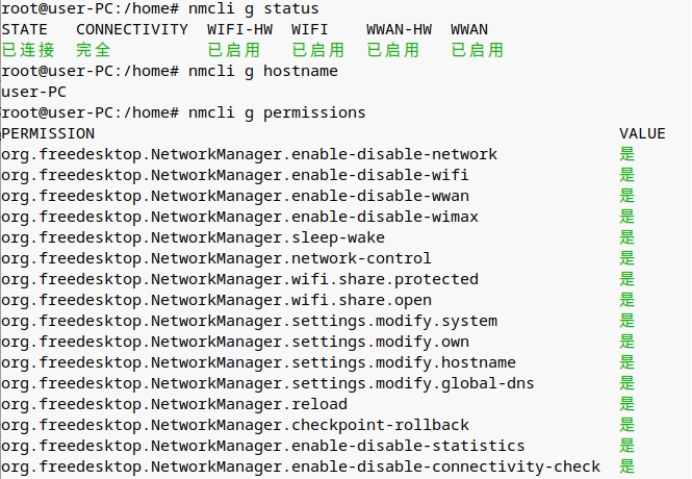 root@user-PC:/home# nmcli g status
STATE   CONNECTIVITY  WIFI-HW  WIFI    WWAN-HW  WWAN
已连接  完全          已启用   已启用  已启用   已启用
root@user-PC:/home# nmcli g hostname
user-PC
root@user-PC:/home# nmcli g permissions
PERMISSION                                                        VALUE
org.freedesktop.NetworkManager.enable-disable-network             是
org.freedesktop.NetworkManager.enable-disable-wifi                是
org.freedesktop.NetworkManager.enable-disable-wwan                是
org.freedesktop.NetworkManager.enable-disable-wimax               是
org.freedesktop.NetworkManager.sleep-wake                         是
org.freedesktop.NetworkManager.network-control                    是
org.freedesktop.NetworkManager.wifi.share.protected               是
org.freedesktop.NetworkManager.wifi.share.open                    是
org.freedesktop.NetworkManager.settings.modify.system             是
org.freedesktop.NetworkManager.settings.modify.own                是
org.freedesktop.NetworkManager.settings.modify.hostname           是
org.freedesktop.NetworkManager.settings.modify.global-dns         是
org.freedesktop.NetworkManager.reload                             是
org.freedesktop.NetworkManager.checkpoint-rollback                是
org.freedesktop.NetworkManager.enable-disable-statistics          是
org.freedesktop.NetworkManager.enable-disable-connectivity-check  是